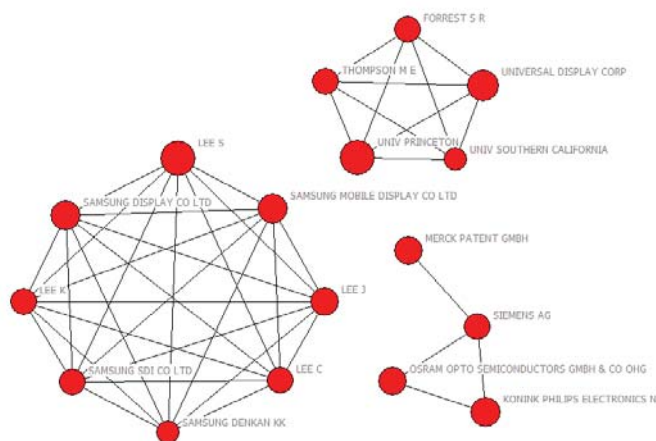 FORREST S R
THOMPSON M E
UNIVERSAL DISPLAY CORP
UNIV PRINCETON
UNIV SOUTHERN CALIFORNIA
LEE S
SAMSUNG DISPLAY CO LTD
SAMSUNG MOBILE DISPLAY CO LTD
MERCK PATENT GMBH
LEE K
LEE J
SIEMENS AG
SAMSUNG SDI CO LTD
LEE C
OSRAM OPTO SEMICONDUCTORS GMBH & CO OHG
KONINK PHILIPS ELECTRONICS N
SAMSUNG DENKAN KK